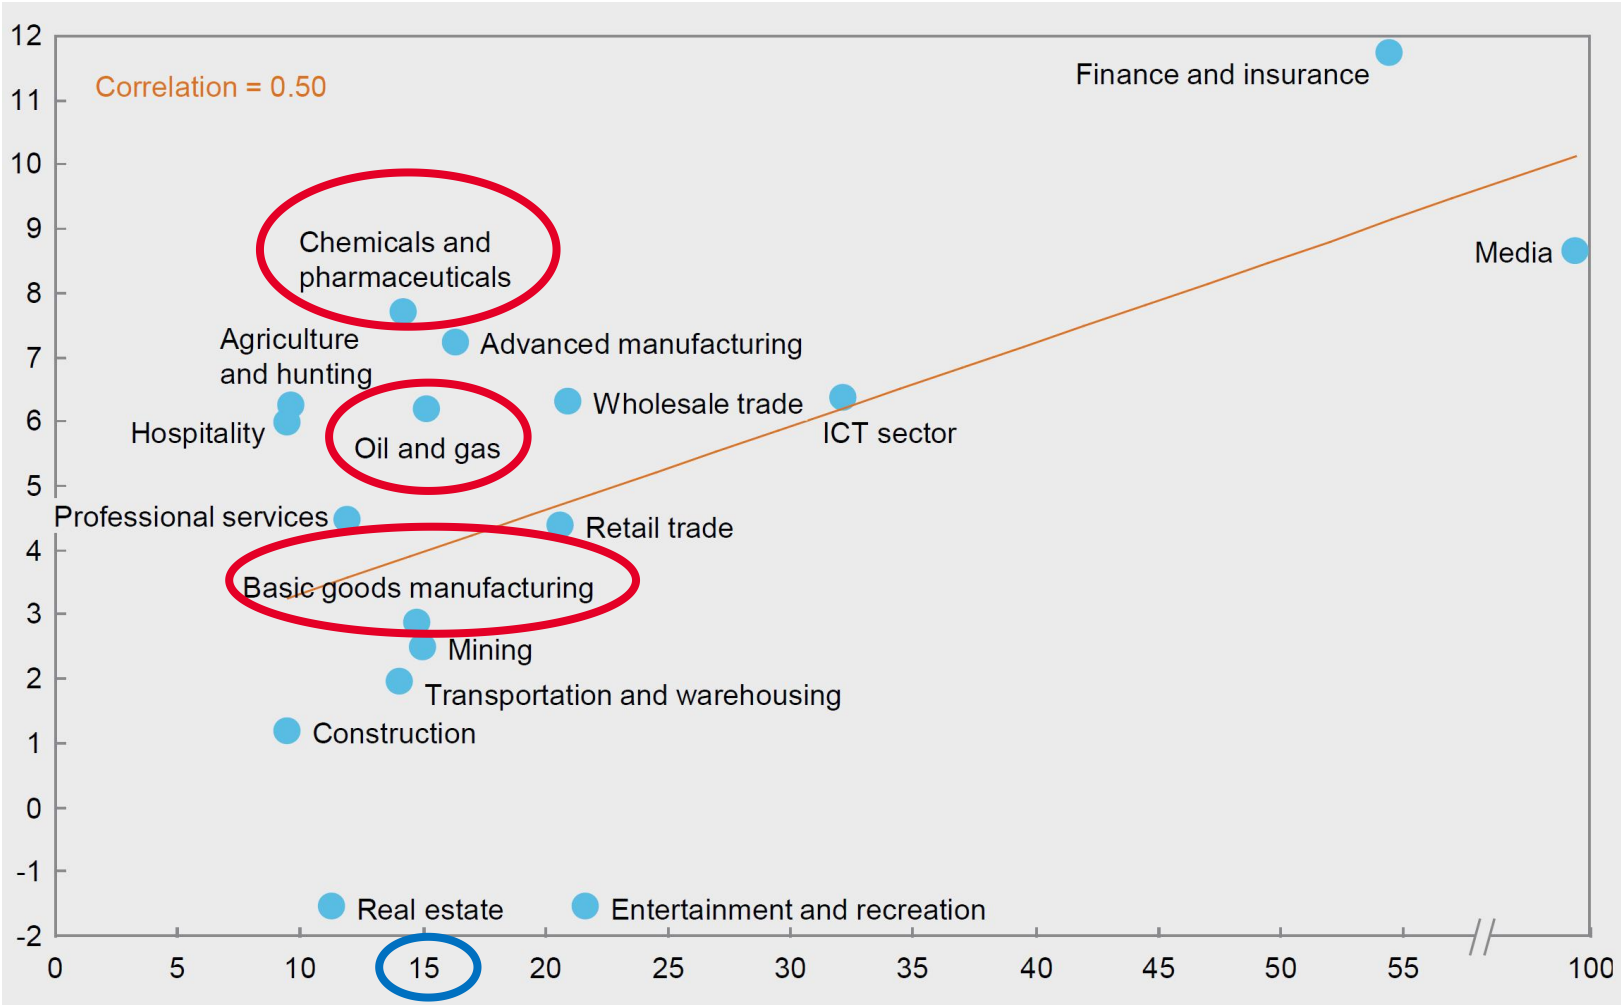 12
Finance and insurance
Correlation = 0.50
11
10
9
Chemicals and
pharmaceuticals
Media
8
Agriculture
and hunting
Advanced manufacturing
7
Wholesale trade
6
Hospitality
Oil and gas
ICT sector
5
Professional services
Retail trade
4
Basic goods manufacturing
3
Mining
2
Transportation and warehousing
1
Construction
0
-1
Real estate
Entertainment and recreation
-2
0 5 10 15 20 25 30 35 40 45 50 55 100